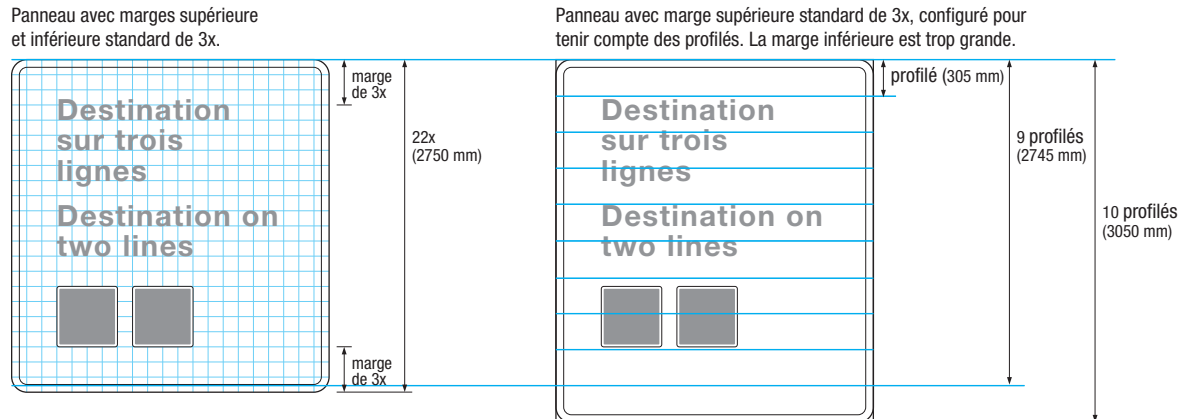 Panneau avec marges supérieure
et inférieure standard de 3x.
marge
de 3x
Destination
sur trois
lignes
Destination on
two lines
22x
(2750 mm)
marge
de 3x
Panneau avec marge supérieure standard de 3x, configuré pour
tenir compte des profilés. La marge inférieure est trop grande.
profilé (305 mm)
Destination
sur trois
lignes
Destination on
two lines
9 profilés
(2745 mm)
10 profilés
(3050 mm)